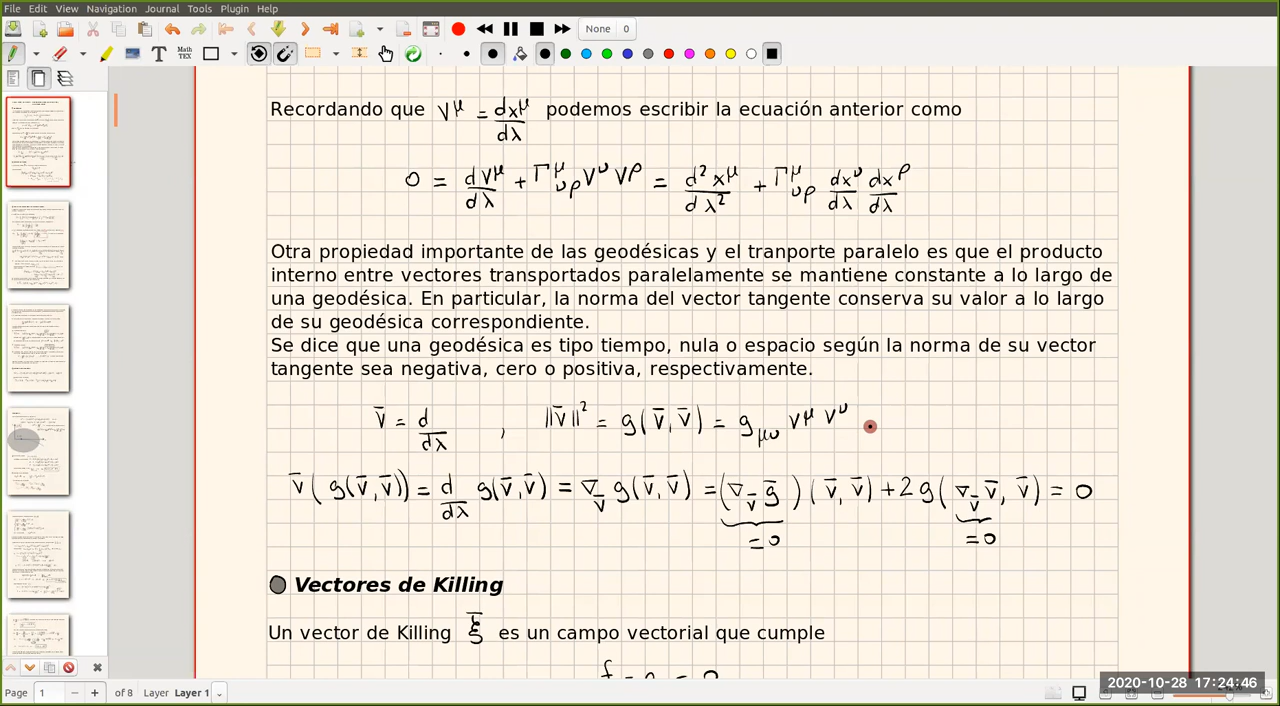 File Edit View Navigation Journal Tools Plugin Help
None 0
T Math TEX
Recordando que V^μ = dx^μ/dλ podemos escribir la ecuación anterior como
0 = dV^μ/dλ + Γ^μ_νρ V^ν V^ρ = d²x^μ/dλ² + Γ^μ_νρ dx^ν/dλ dx^ρ/dλ
Otra propiedad importante de las geodésicas y el tranporte paralelo es que el producto
interno entre vectores transportados paralelamente se mantiene constante a lo largo de
una geodésica. En particular, la norma del vector tangente conserva su valor a lo largo
de su geodésica correspondiente.
Se dice que una geodésica es tipo tiempo, nula o espacio según la norma de su vector
tangente sea negativa, cero o positiva, respectivamente.
V̄ = d/dλ , ||V̄||² = g(V̄,V̄) = g_μν V^μ V^ν
V̄(g(V̄,V̄)) = d/dλ g(V̄,V̄) = ∇_V̄ g(V̄,V̄) = (∇_V̄ ḡ)(V̄,V̄) + 2g(∇_V̄ V̄, V̄) = 0
=0 =0
Vectores de Killing
Un vector de Killing ξ̄ es un campo vectorial que cumple
2020-10-28 17:24:46
Page 1 − + of 8 Layer Layer 1